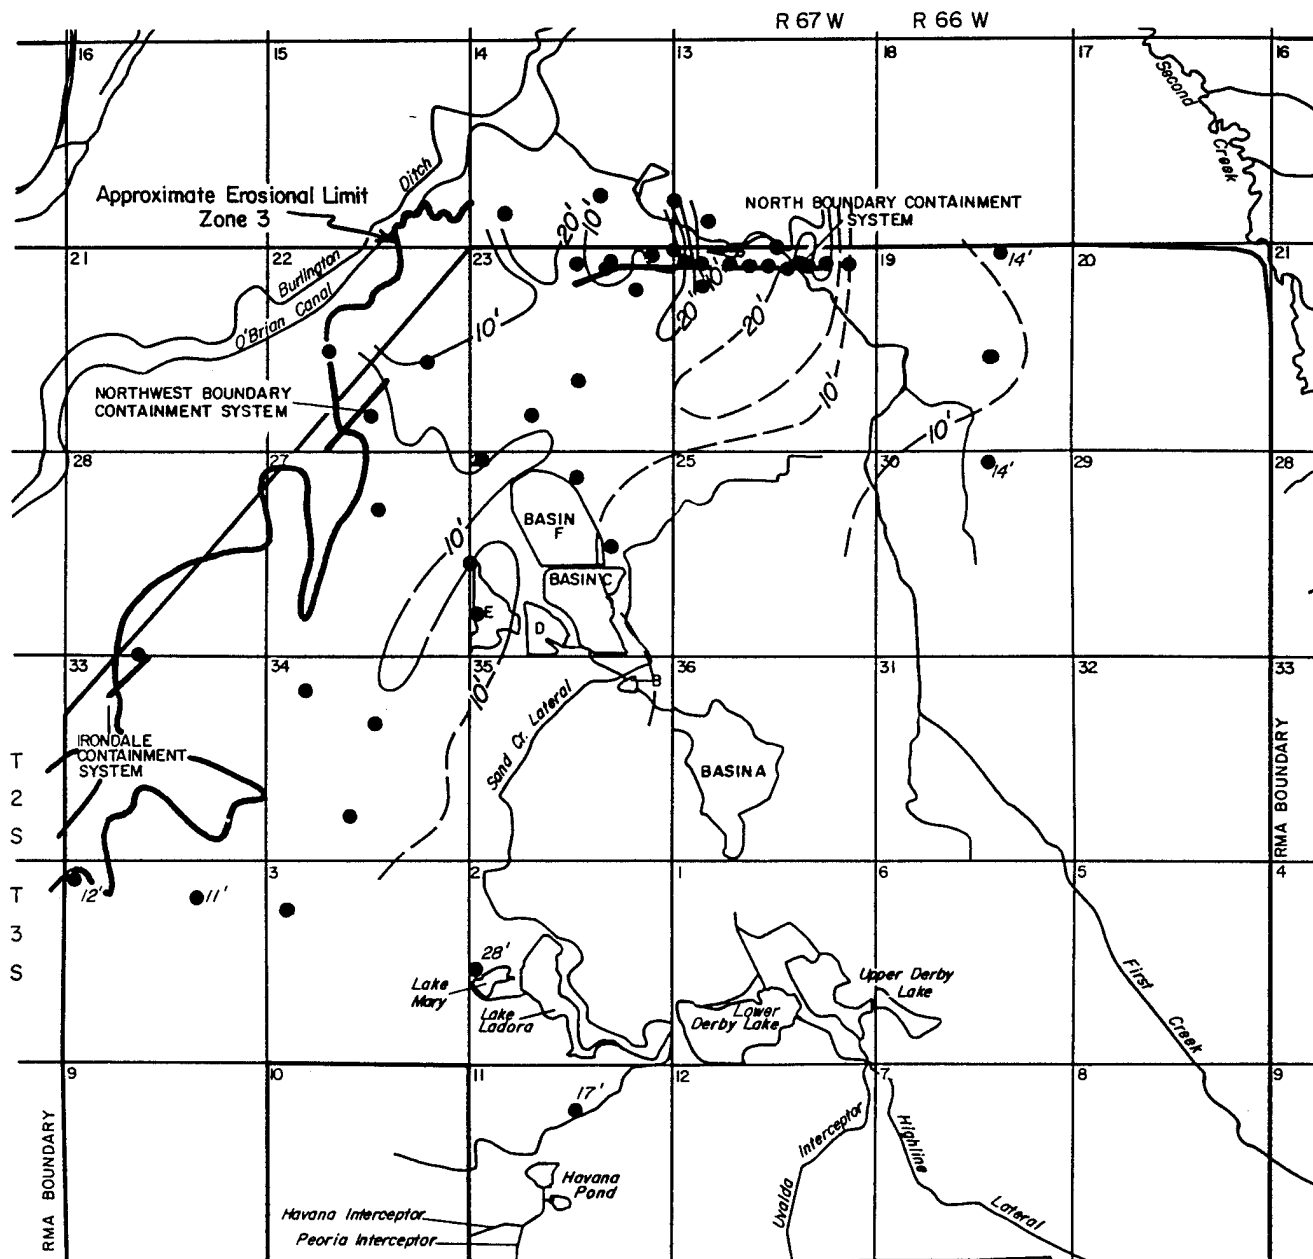 R 67 W R 66 W
16 15 14 13 18 17 16
Second
Creek
Ditch
Approximate Erosional Limit
Zone 3
20'
10'
NORTH BOUNDARY CONTAINMENT
SYSTEM
21 22 23 19 20 21
14'
Burlington
O'Brian Canal
10'
20'
10'
20'
10'
10'
NORTHWEST BOUNDARY
CONTAINMENT SYSTEM
28 27 25 30 29 28
14'
BASIN
F
10'
BASIN C
E
D
33 34 35 36 31 32 33
B
10'
Sand Cr. Lateral
IRONDALE
CONTAINMENT
SYSTEM
BASIN A
RMA BOUNDARY
T
2
S
T
3
S
3 2 1 6 5 4
12'
11'
28'
Lake
Mary
Lake
Ladora
Lower
Derby Lake
Upper Derby
Lake
First
Creek
9 10 11 12 7 8 9
17'
RMA BOUNDARY
Havana
Pond
Havana Interceptor
Peoria Interceptor
Uvalda
Interceptor
Highline
Lateral